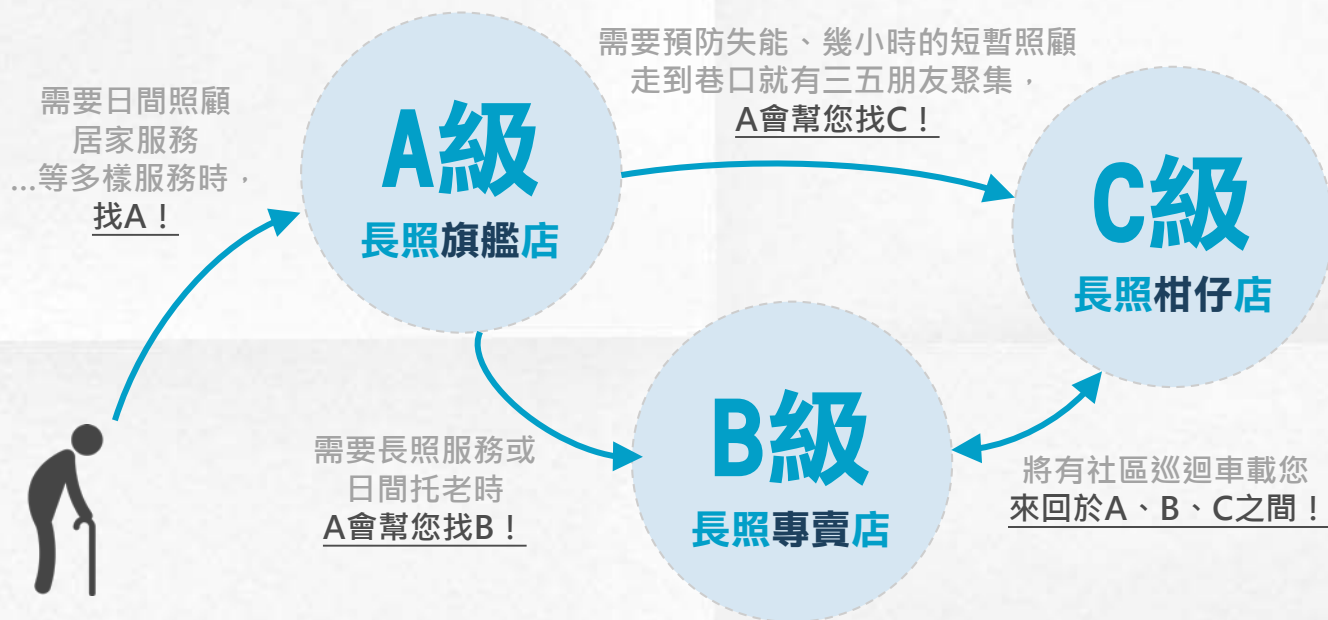 需要日間照顧
居家服務
...等多樣服務時，
找A！
A級
長照旗艦店
需要預防失能、幾小時的短暫照顧
走到巷口就有三五朋友聚集，
A會幫您找C！
C級
長照柑仔店
需要長照服務或
日間托老時
A會幫您找B！
B級
長照專賣店
將有社區巡迴車載您
來回於A、B、C之間！